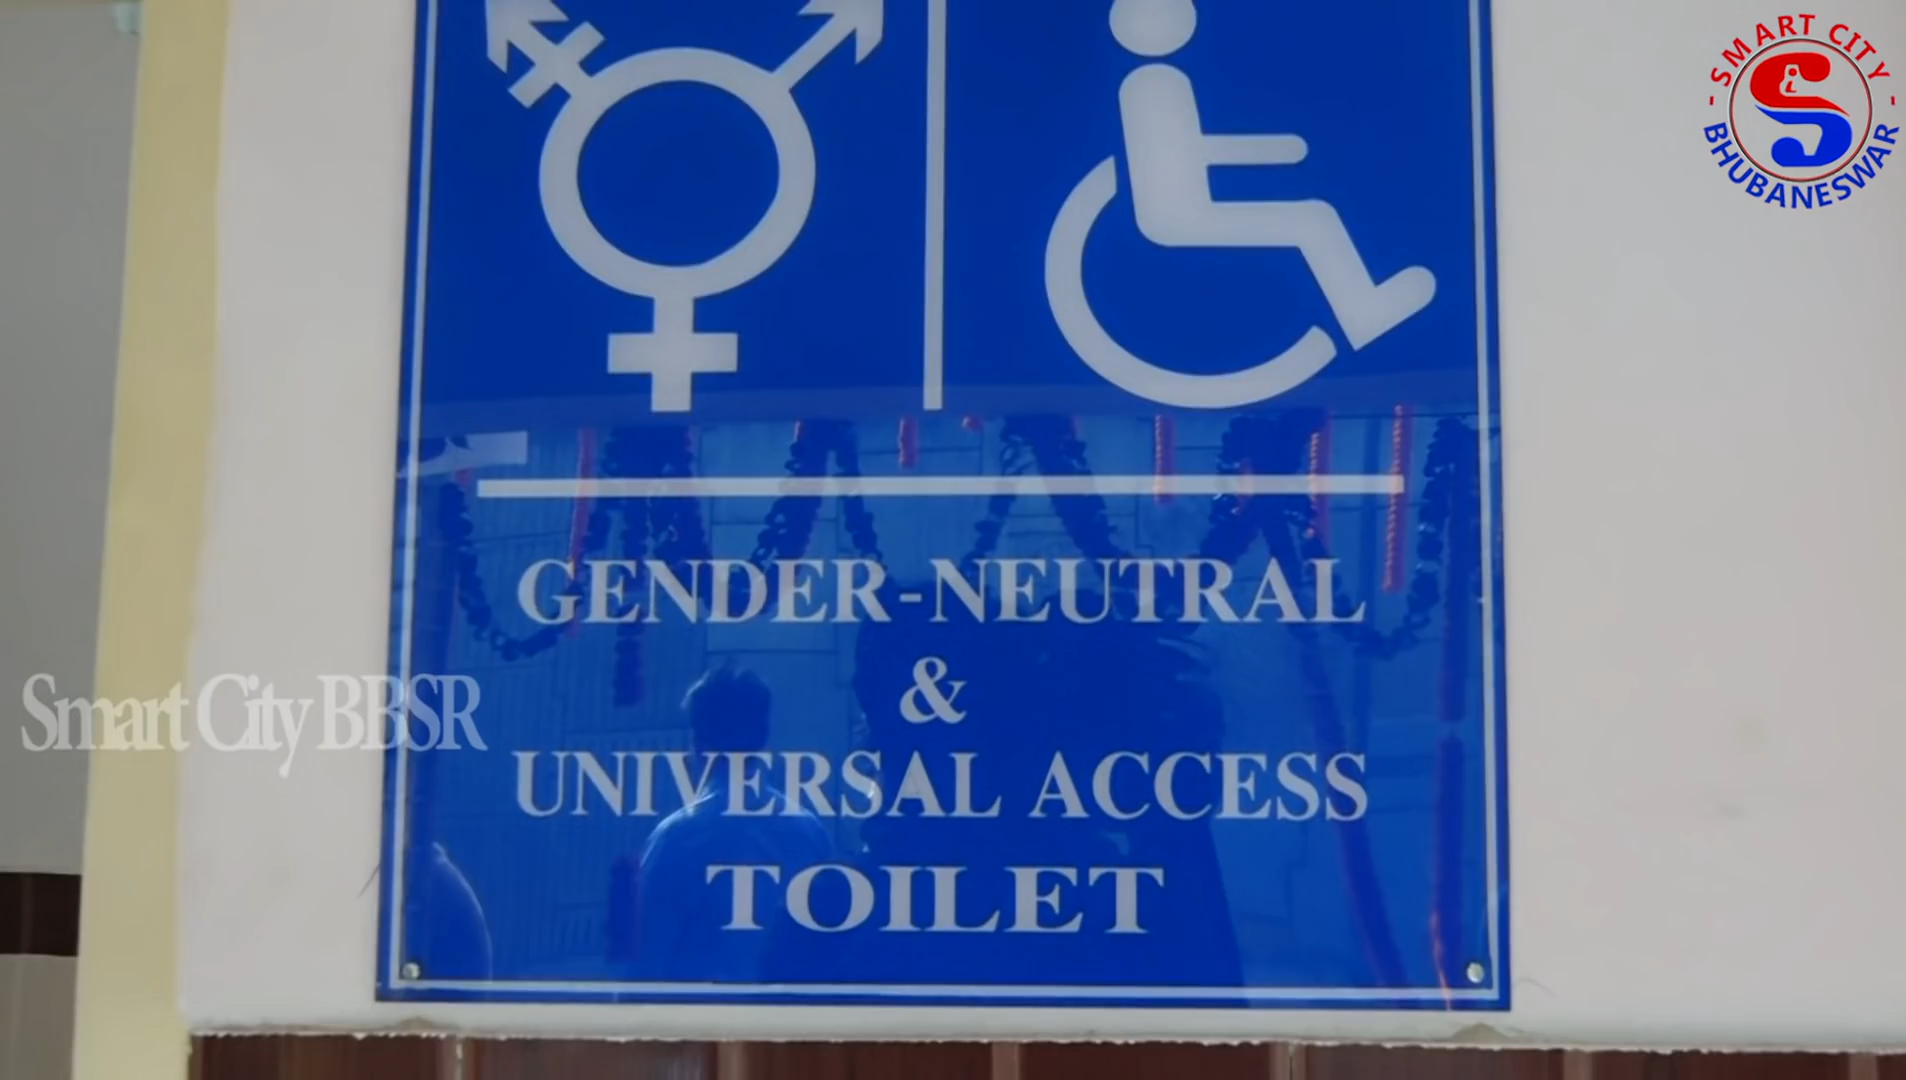 SMART CITY
BHUBANESWAR
GENDER-NEUTRAL
&
UNIVERSAL ACCESS
TOILET
Smart City BBSR